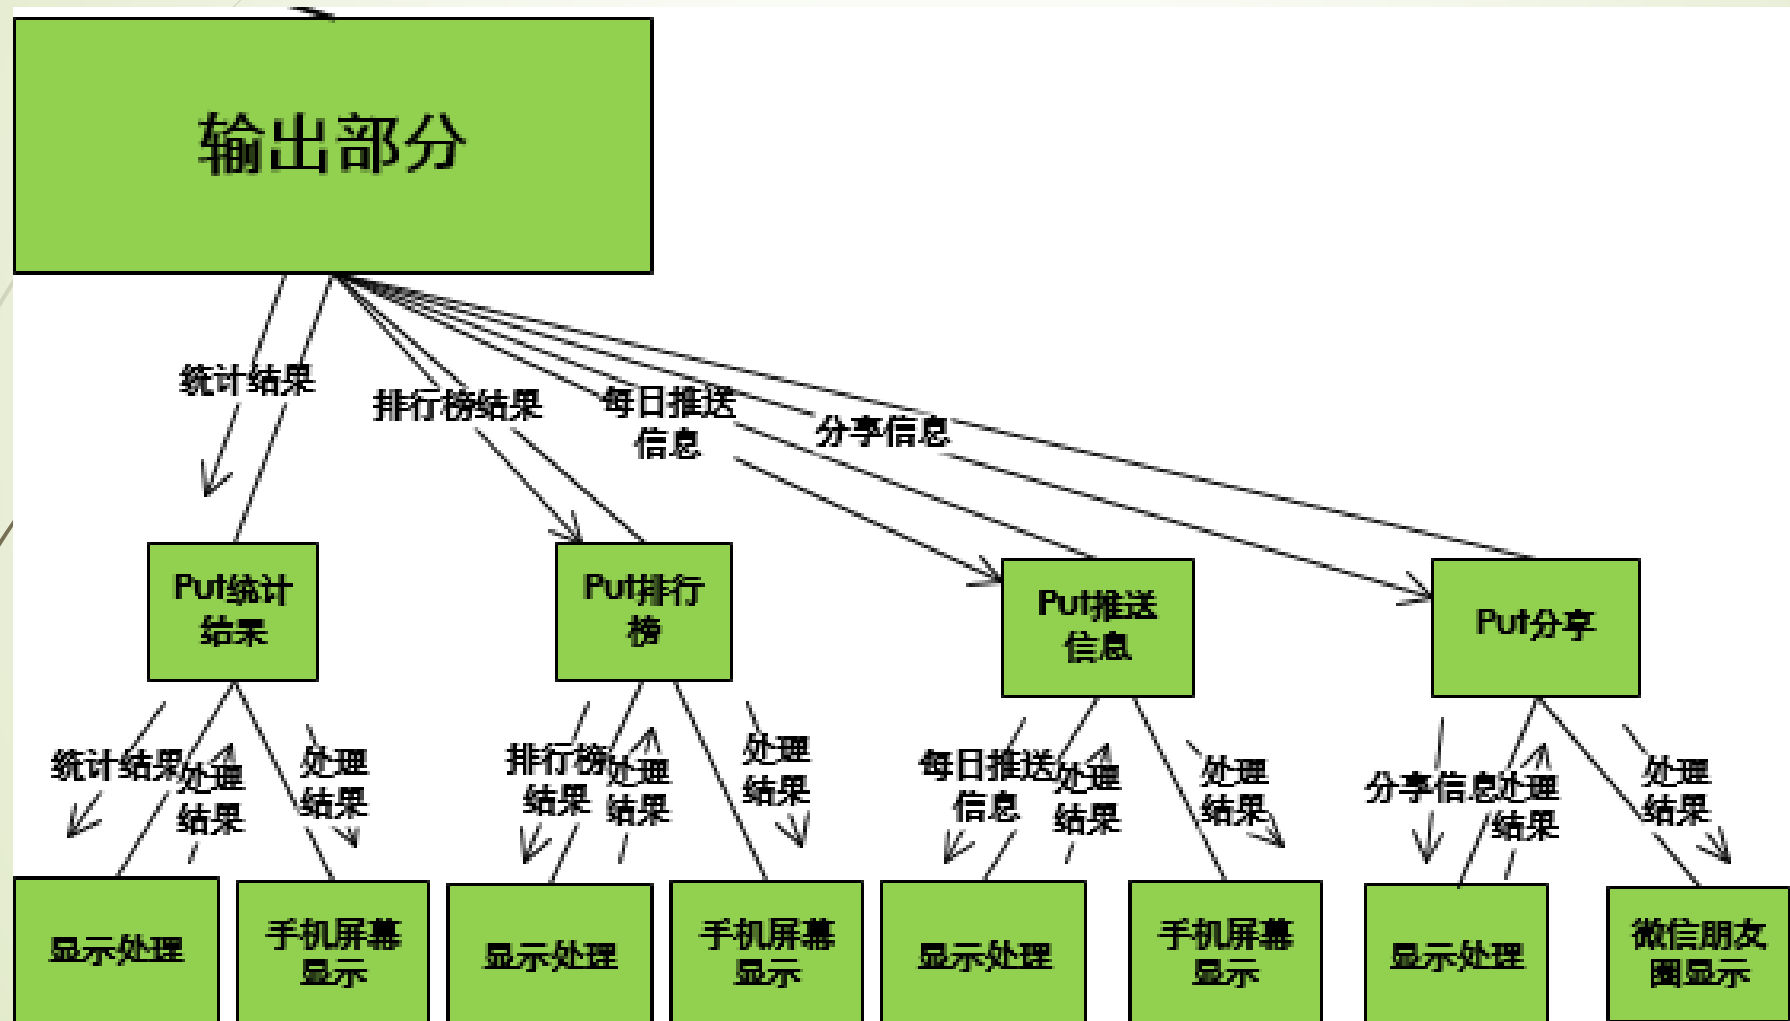 输出部分
统计结果
排行榜结果
每日推送
信息
分享信息
Put统计
结果
Put排行
榜
Put推送
信息
Put分享
统计结果
处理
结果
处理
结果
排行榜
结果
处理
结果
处理
结果
每日推送
信息
处理
结果
处理
结果
分享信息
处理
结果
处理
结果
显示处理
手机屏幕
显示
显示处理
手机屏幕
显示
显示处理
手机屏幕
显示
显示处理
微信朋友
圈显示